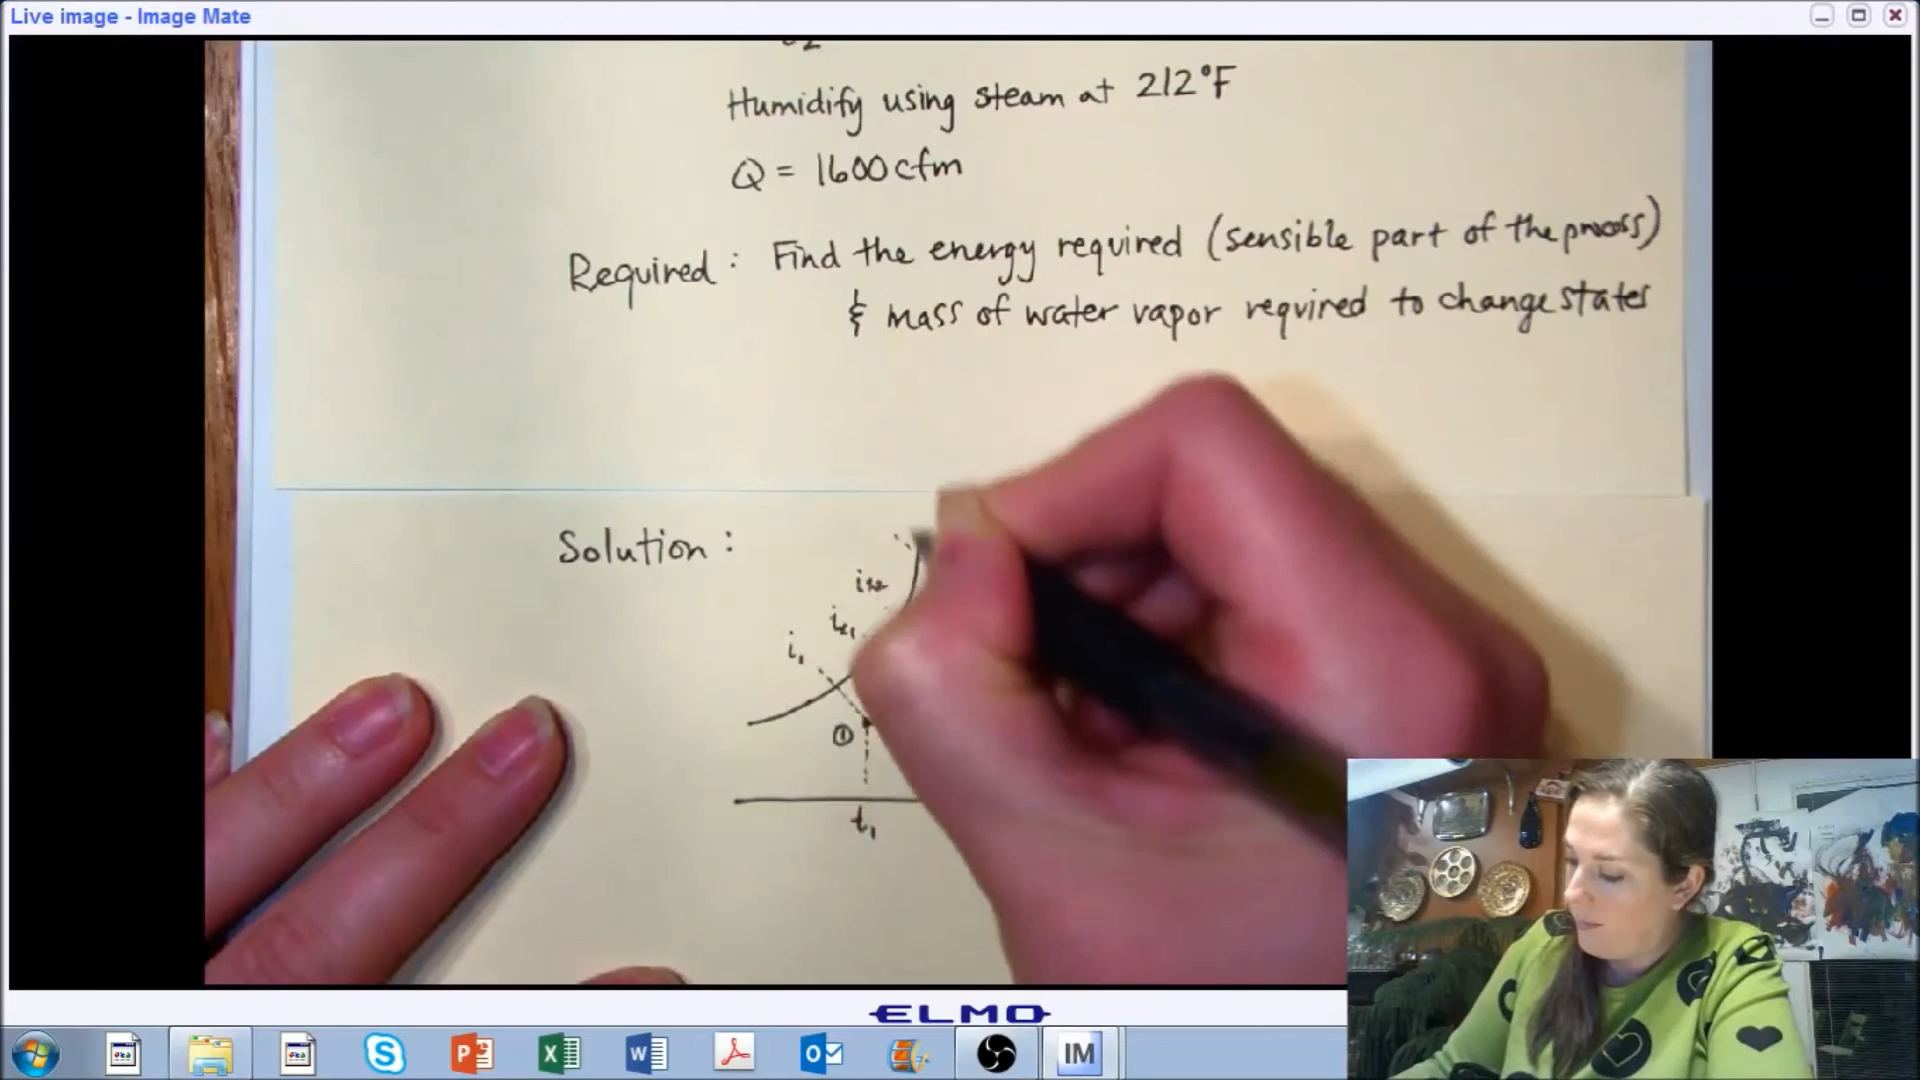 Live image - Image Mate
Humidify using steam at 212°F
Q = 1600 cfm
Required : Find the energy required (sensible part of the process)
& mass of water vapor required to change states
Solution :
i₁
①
t₁
ELMO
IM